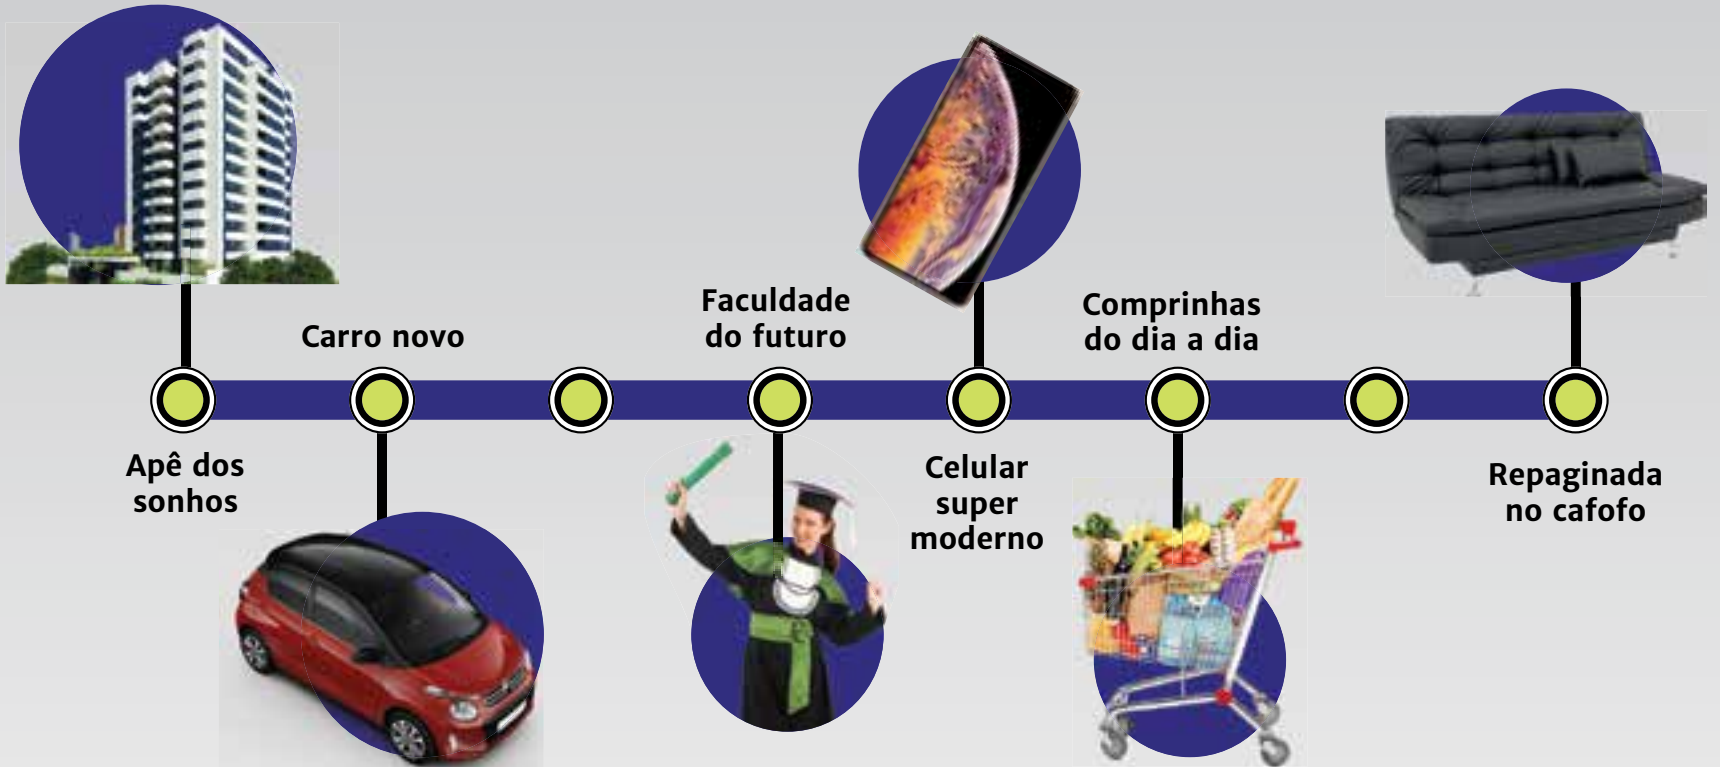 Apê dos
sonhos
Carro novo
Faculdade
do futuro
Celular
super
moderno
Comprinhas
do dia a dia
Repaginada
no cafofo